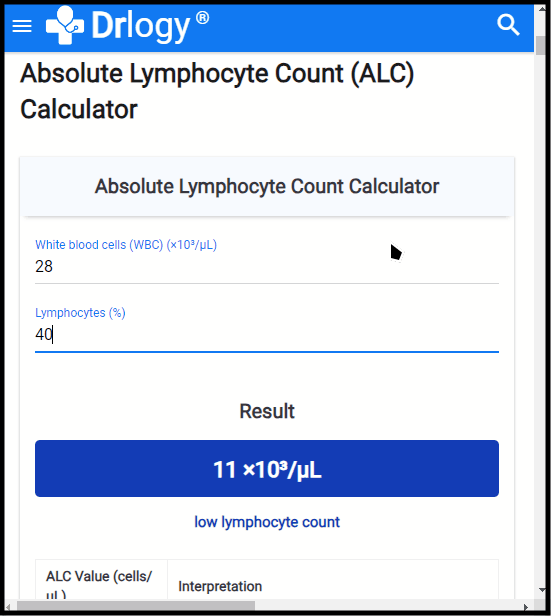 Drlogy®
Absolute Lymphocyte Count (ALC)
Calculator
Absolute Lymphocyte Count Calculator
White blood cells (WBC) (×10³/μL)
28
Lymphocytes (%)
40
Result
11 ×10³/μL
low lymphocyte count
ALC Value (cells/
μL)
Interpretation